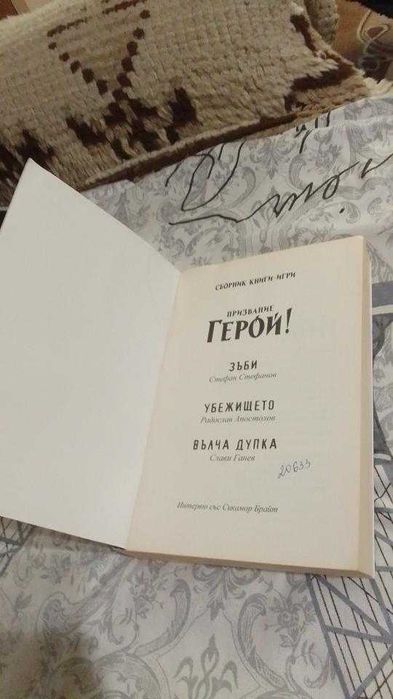 СБОРНИК КНИГИ-ИГРИ
ПРИЗВАНИЕ
ГЕРОЙ!
ЗЪБИ
Стефан Стефанов
УБЕЖИЩЕТО
Радослав Апостолов
ВЪЛЧА ДУПКА
Слави Ганев
20633
Интервю със Сикамор Брайт